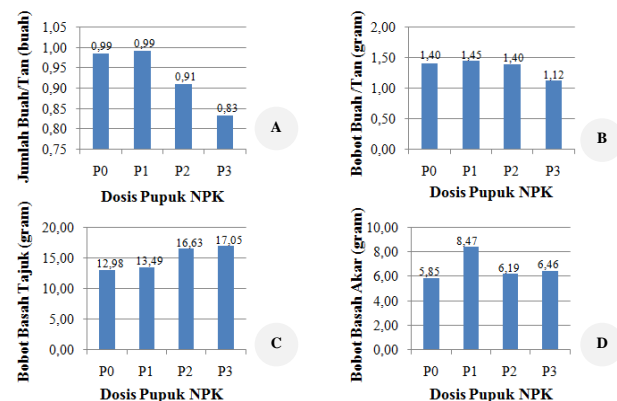 Jumlah Buah/Tan (buah)
1,05
1,00
0,95
0,90
0,85
0,80
0,75
0,99
0,99
0,91
0,83
P0 P1 P2 P3
Dosis Pupuk NPK
A
Bobot Buah /Tan (gram)
2,00
1,50
1,00
0,50
0,00
1,40
1,45
1,40
1,12
P0 P1 P2 P3
Dosis Pupuk NPK
B
Bobot Basah Tajuk (gram)
20,00
15,00
10,00
5,00
0,00
12,98
13,49
16,63
17,05
P0 P1 P2 P3
Dosis Pupuk NPK
C
Bobot Basah Akar (gram)
10,00
8,00
6,00
4,00
2,00
0,00
5,85
8,47
6,19
6,46
P0 P1 P2 P3
Dosis Pupuk NPK
D